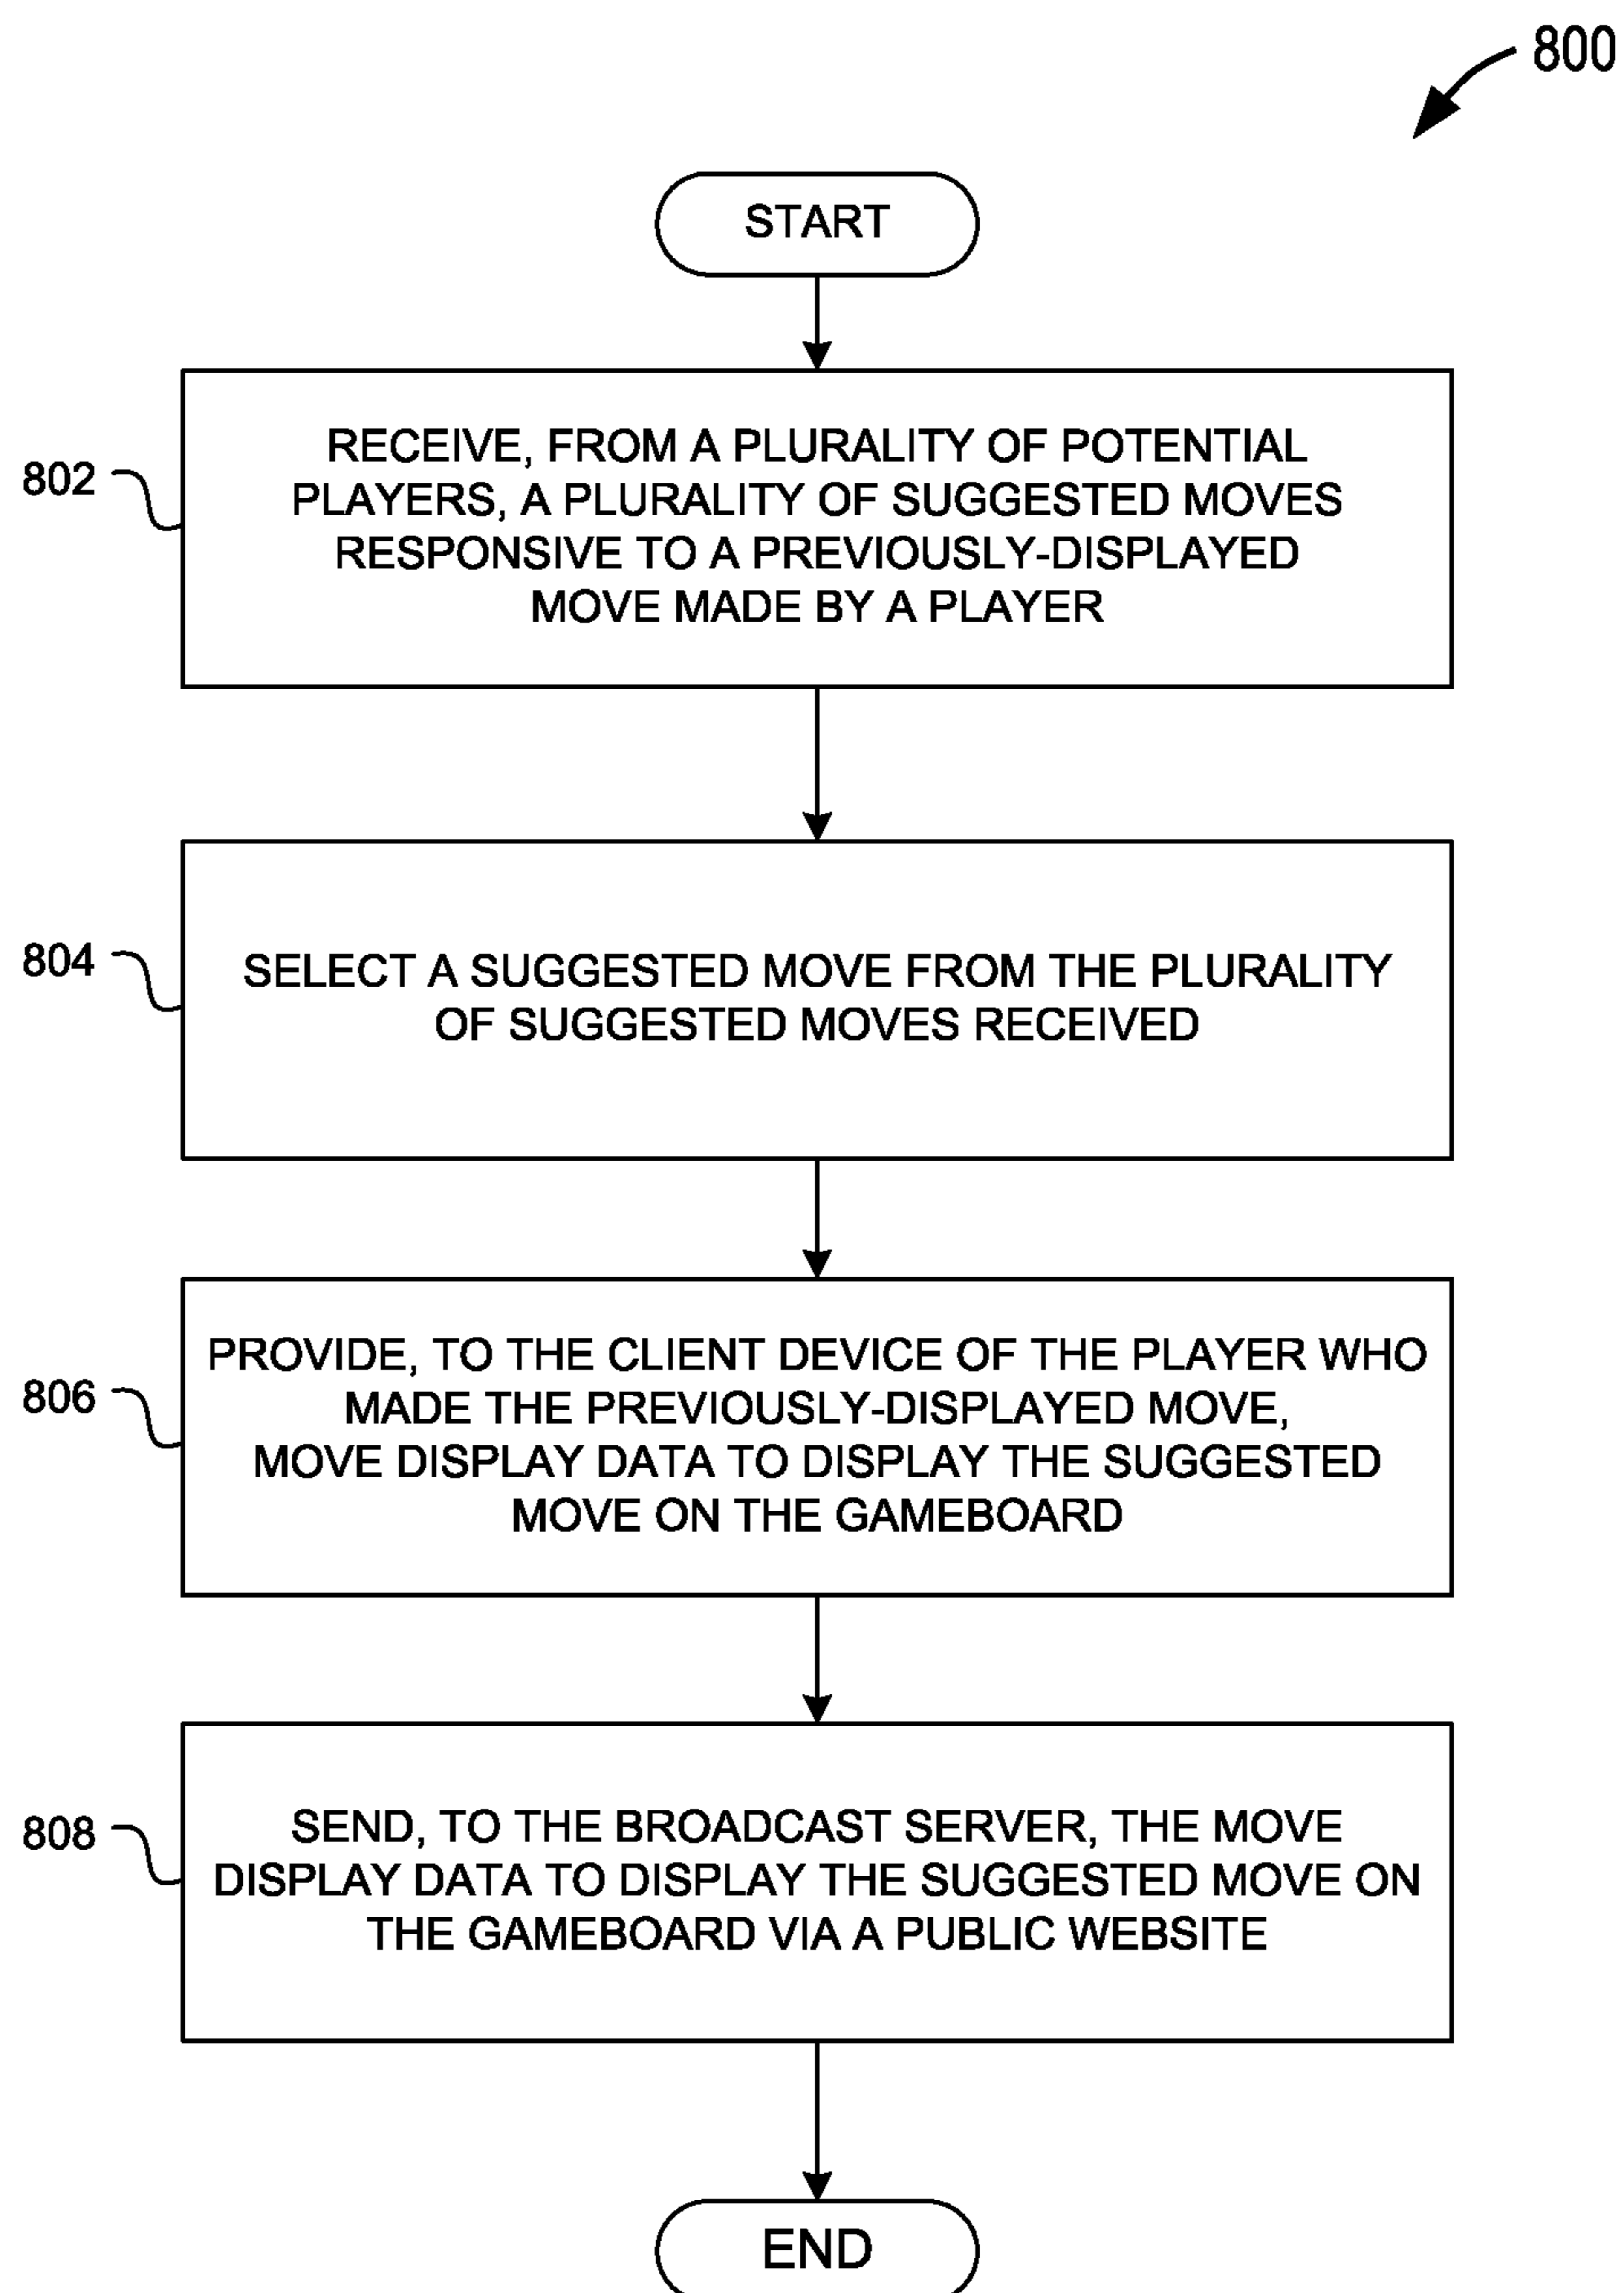 800
START
802
RECEIVE, FROM A PLURALITY OF POTENTIAL
PLAYERS, A PLURALITY OF SUGGESTED MOVES
RESPONSIVE TO A PREVIOUSLY-DISPLAYED
MOVE MADE BY A PLAYER
804
SELECT A SUGGESTED MOVE FROM THE PLURALITY
OF SUGGESTED MOVES RECEIVED
806
PROVIDE, TO THE CLIENT DEVICE OF THE PLAYER WHO
MADE THE PREVIOUSLY-DISPLAYED MOVE,
MOVE DISPLAY DATA TO DISPLAY THE SUGGESTED
MOVE ON THE GAMEBOARD
808
SEND, TO THE BROADCAST SERVER, THE MOVE
DISPLAY DATA TO DISPLAY THE SUGGESTED MOVE ON
THE GAMEBOARD VIA A PUBLIC WEBSITE
END